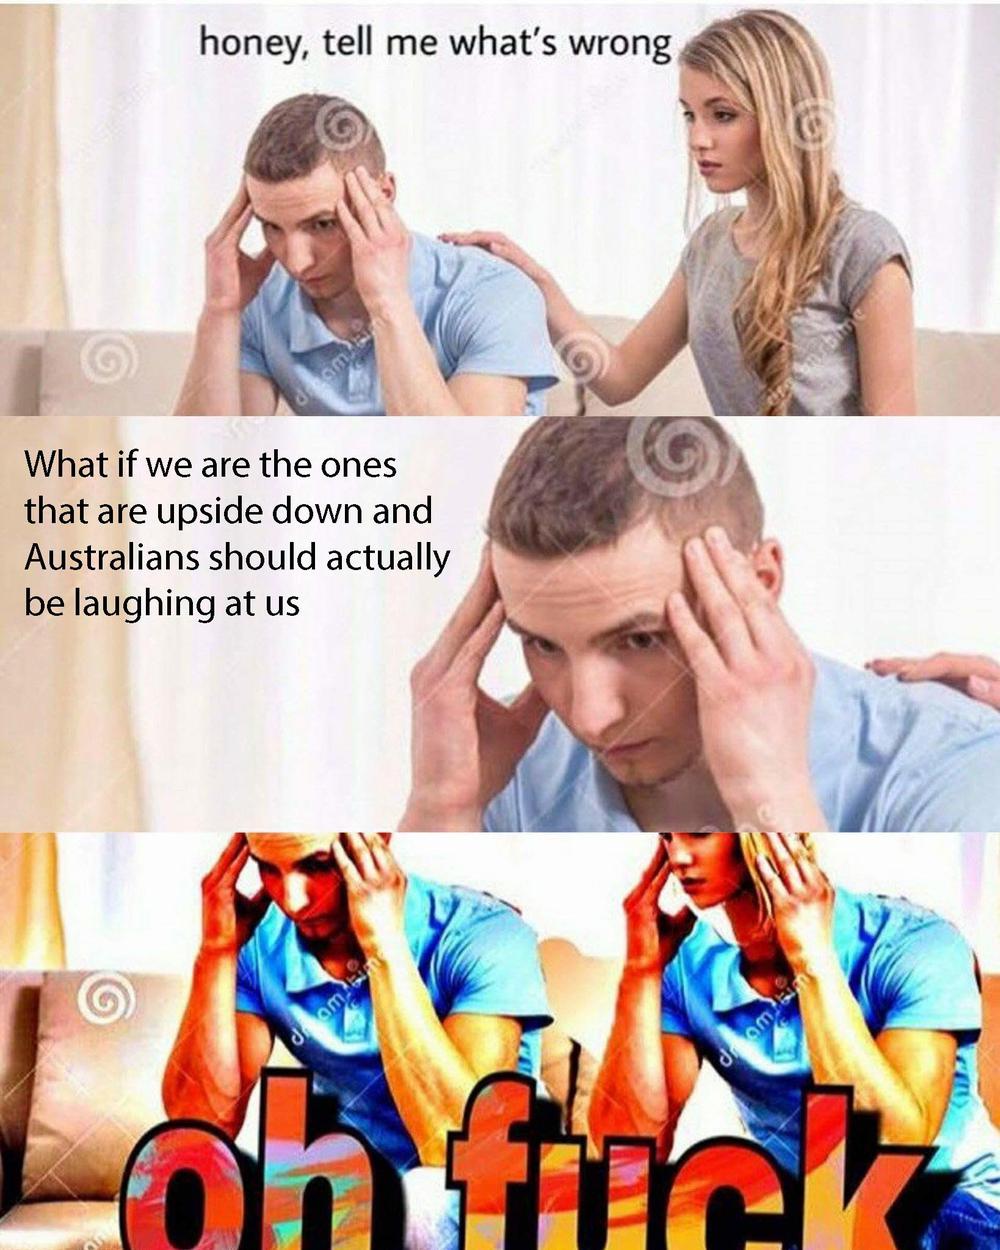 honey, tell me what's wrong
What if we are the ones
that are upside down and
Australians should actually
be laughing at us
oh fuck